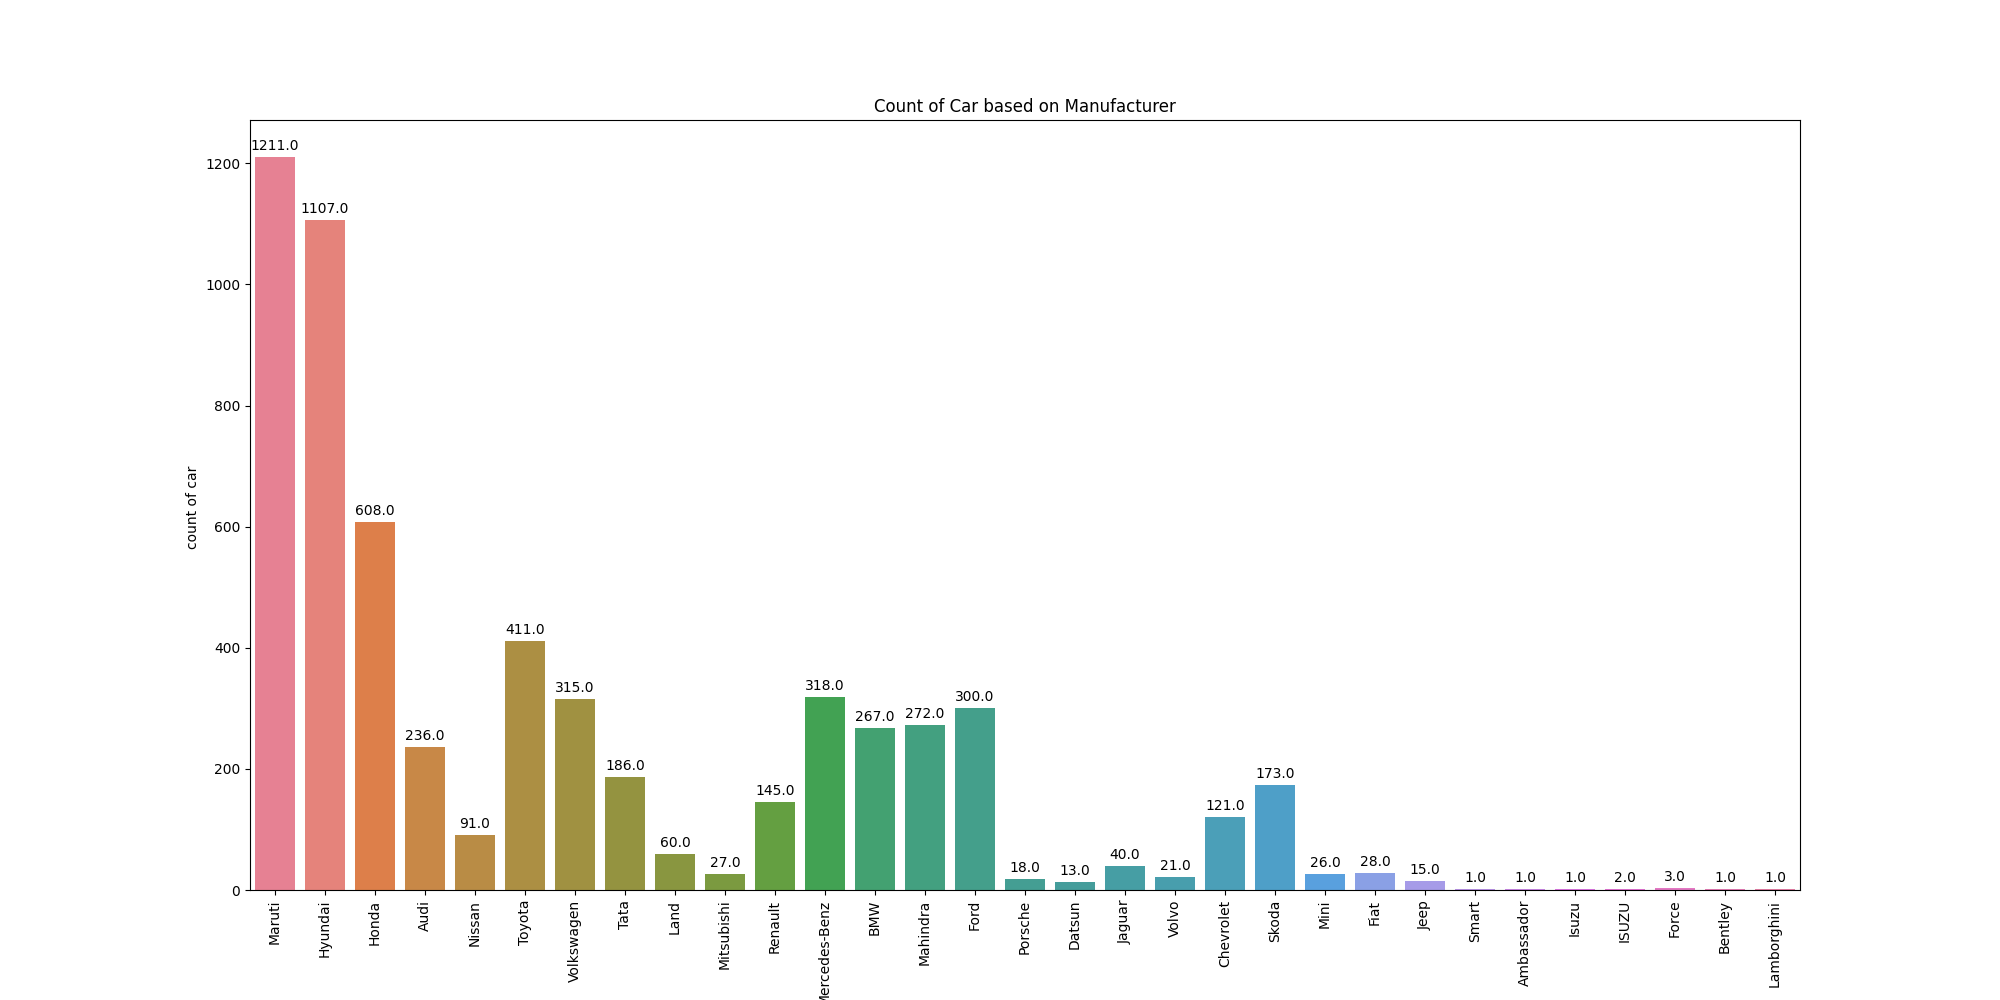 Count of Car based on Manufacturer
count of car
1200
1000
800
600
400
200
0
1211.0
1107.0
608.0
236.0
91.0
411.0
315.0
186.0
60.0
27.0
145.0
318.0
267.0
272.0
300.0
18.0
13.0
40.0
21.0
121.0
173.0
26.0
28.0
15.0
1.0
1.0
1.0
2.0
3.0
1.0
1.0
Maruti
Hyundai
Honda
Audi
Nissan
Toyota
Volkswagen
Tata
Land
Mitsubishi
Renault
Mercedes-Benz
BMW
Mahindra
Ford
Porsche
Datsun
Jaguar
Volvo
Chevrolet
Skoda
Mini
Fiat
Jeep
Smart
Ambassador
Isuzu
ISUZU
Force
Bentley
Lamborghini